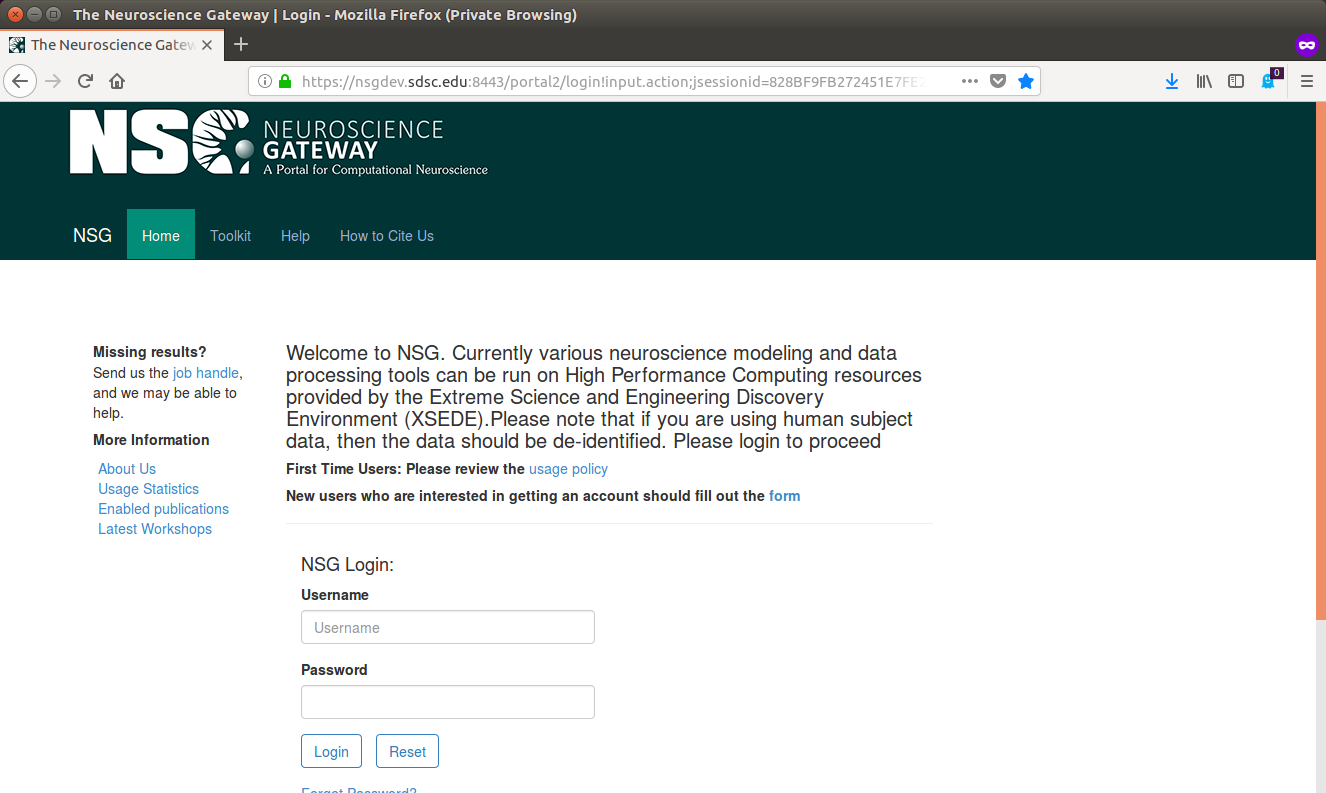 The Neuroscience Gateway | Login - Mozilla Firefox (Private Browsing)
The Neuroscience Gatew
https://nsgdev.sdsc.edu:8443/portal2/login!input.action;jsessionid=828BF9FB272451E7FE2
0
NSG NEUROSCIENCE
GATEWAY
A Portal for Computational Neuroscience
NSG Home Toolkit Help How to Cite Us
Missing results?
Send us the job handle,
and we may be able to
help.
More Information
About Us
Usage Statistics
Enabled publications
Latest Workshops
Welcome to NSG. Currently various neuroscience modeling and data
processing tools can be run on High Performance Computing resources
provided by the Extreme Science and Engineering Discovery
Environment (XSEDE).Please note that if you are using human subject
data, then the data should be de-identified. Please login to proceed
First Time Users: Please review the usage policy
New users who are interested in getting an account should fill out the form
NSG Login:
Username
Username
Password
Login Reset
Forgot Password?